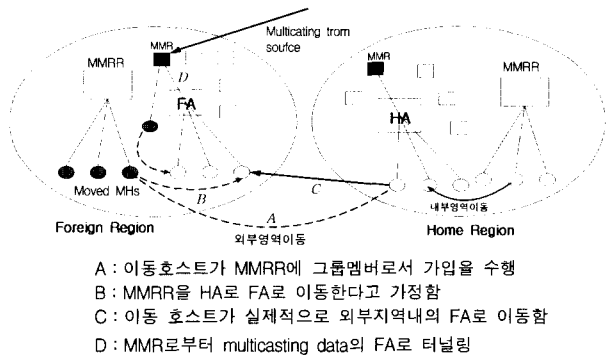 Multicating trom
soufce
MMR
MMRR
D
FA
MMR
MMRR
HA
Moved MHs
B
C
내부영역이동
A
Foreign Region
외부영역이동
Home Region
A : 이동호스트가 MMRR에 그룹멤버로서 가입을 수행
B : MMRR을 HA로 FA로 이동한다고 가정함
C : 이동 호스트가 실제적으로 외부지역내의 FA로 이동함
D : MMR로부터 multicasting data의 FA로 터널링